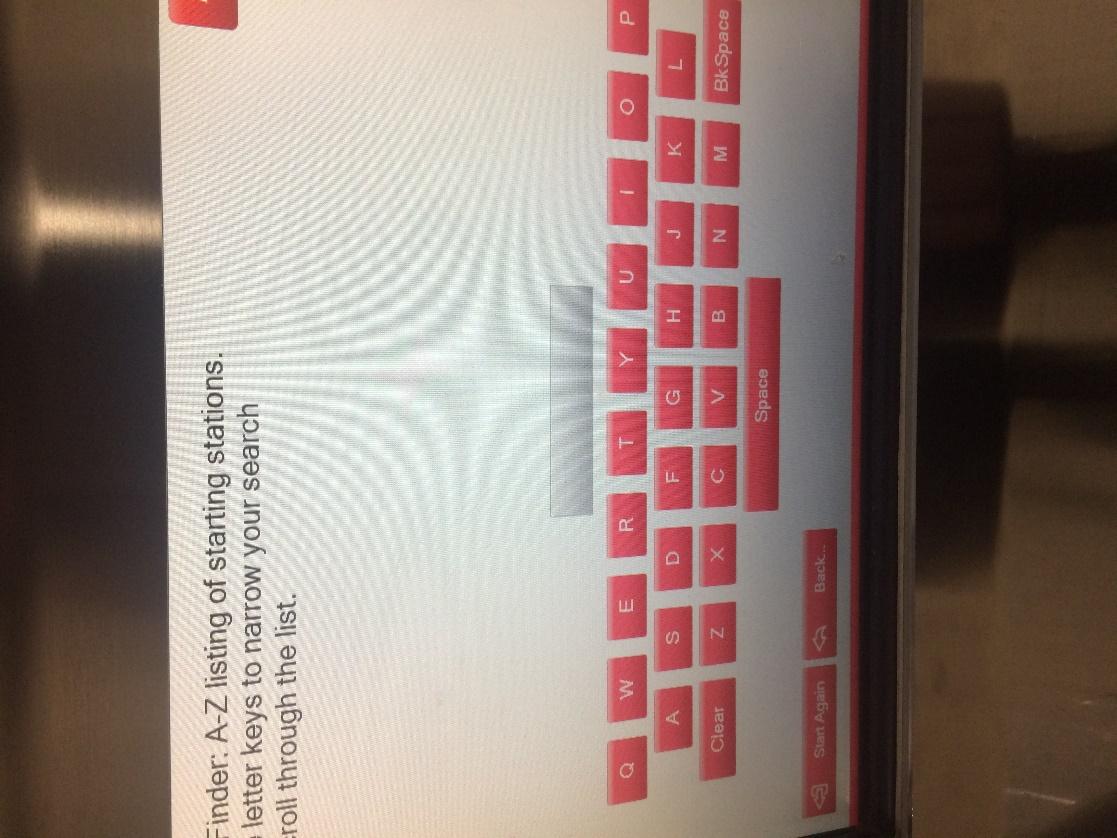 Finder: A-Z listing of starting stations.
letter keys to narrow your search
roll through the list.
Q W E R T Y U I O P
A S D F G H J K L
Clear Z X C V B N M BkSpace
Space
Start Again Back...